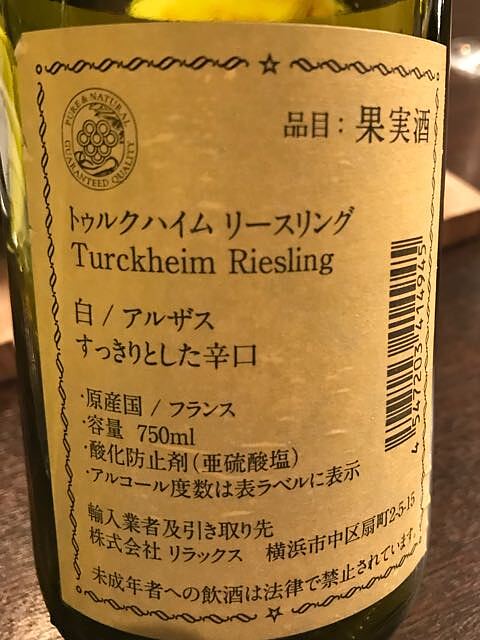 PURE & NATURAL
GUARANTEED QUALITY
品目：果実酒
トゥルクハイム リースリング
Turckheim Riesling
白 / アルザス
すっきりとした辛口
・原産国 / フランス
・容量 750ml
・酸化防止剤（亜硫酸塩）
・アルコール度数は表ラベルに表示
輸入業者及引き取り先
株式会社 リラックス 横浜市中区扇町2-5-15
未成年者への飲酒は法律で禁止されています。
4 547203 414945